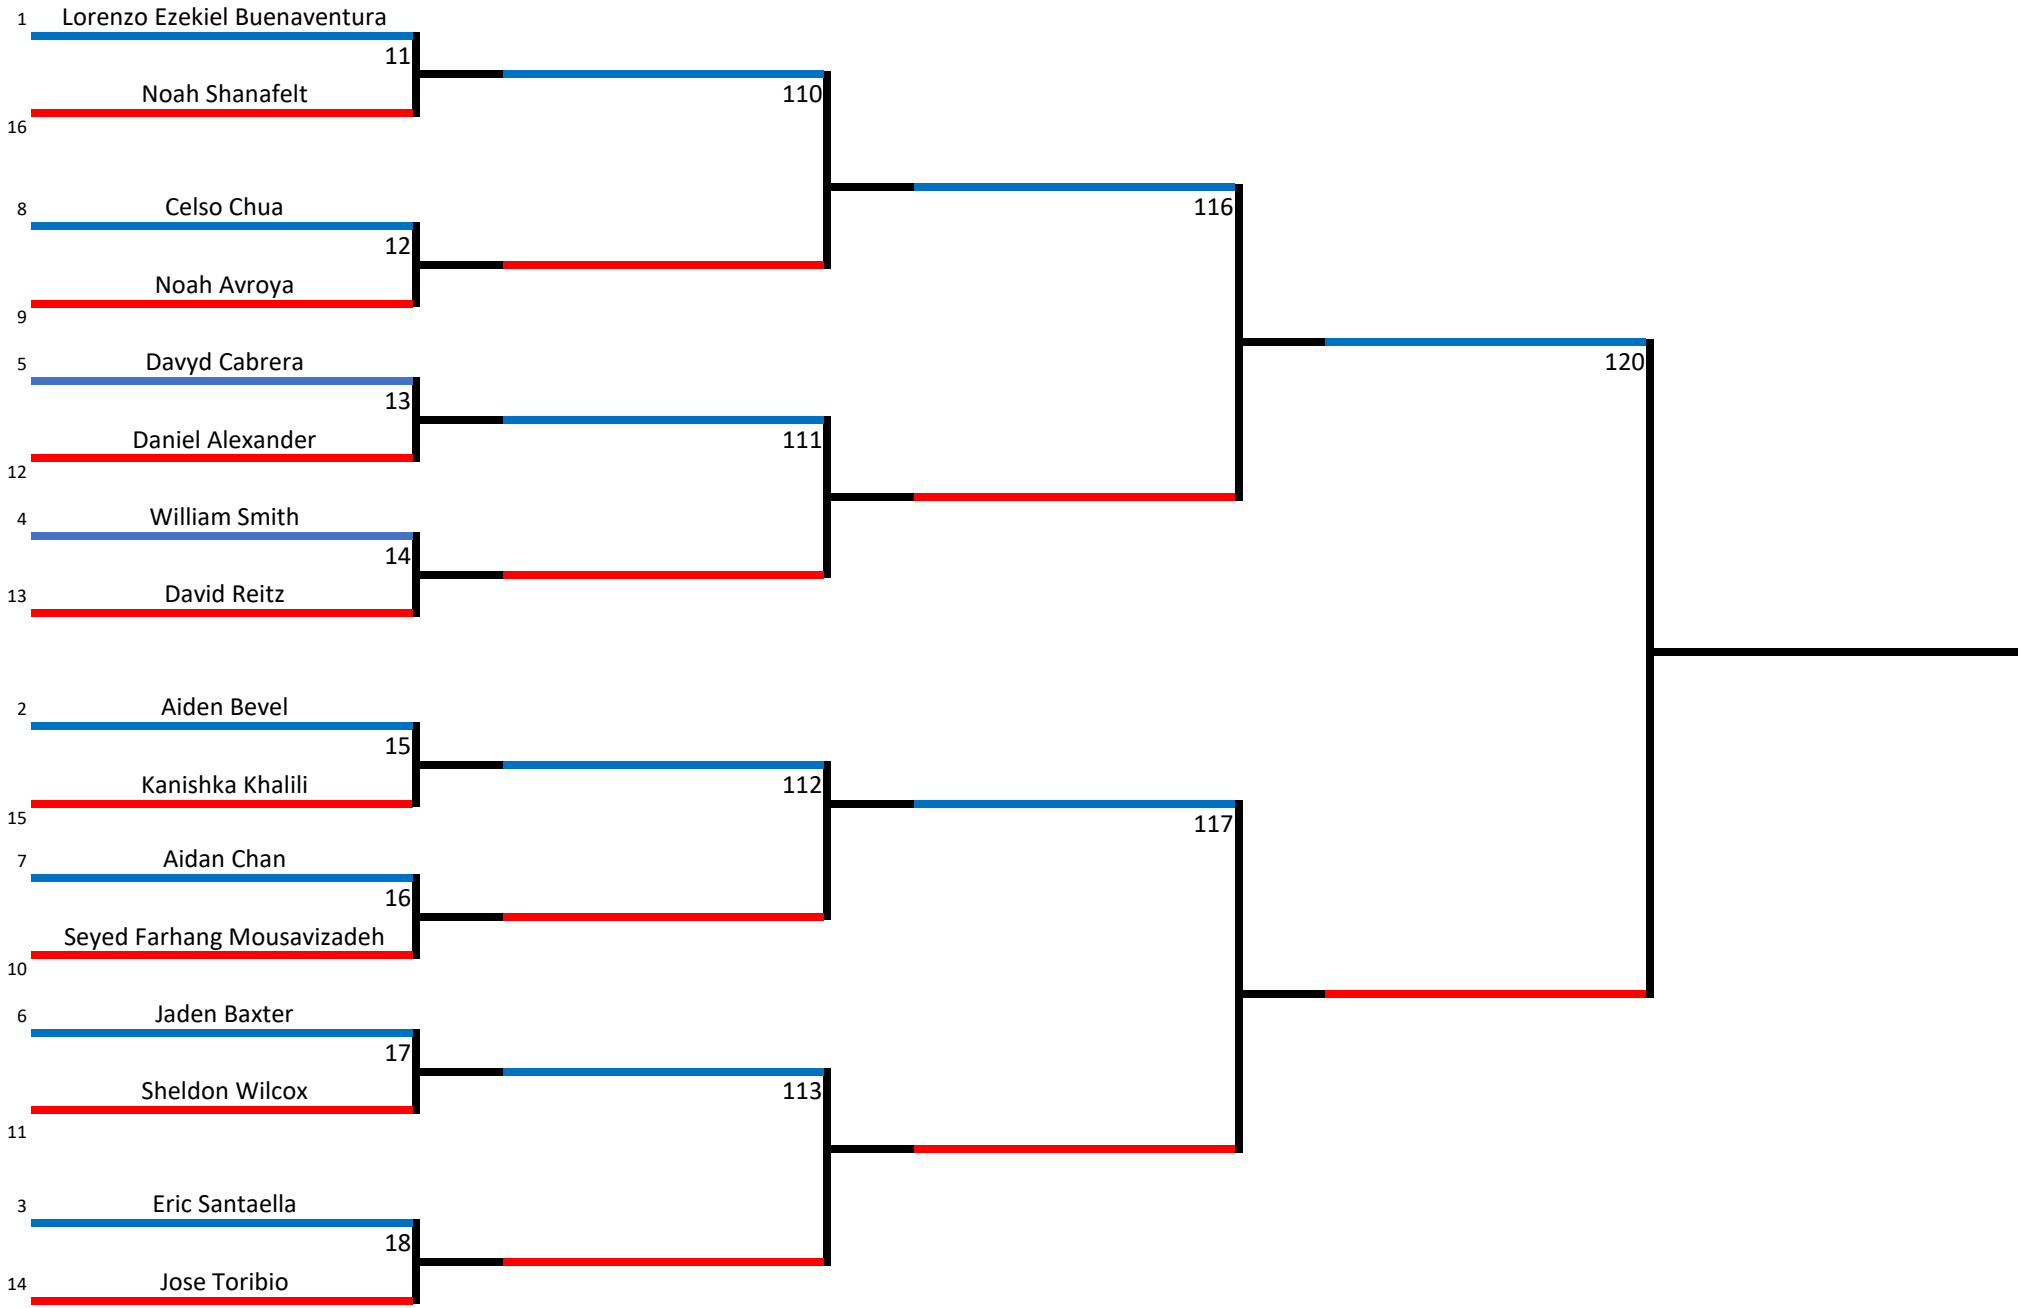 1 Lorenzo Ezekiel Buenaventura
11
Noah Shanafelt
110
16
8 Celso Chua
116
12
Noah Avroya
9
5 Davyd Cabrera
120
13
Daniel Alexander
111
12
4 William Smith
14
13 David Reitz
2 Aiden Bevel
15
Kanishka Khalili
112
15
117
7 Aidan Chan
16
Seyed Farhang Mousavizadeh
10
6 Jaden Baxter
17
Sheldon Wilcox
113
11
3 Eric Santaella
18
14 Jose Toribio